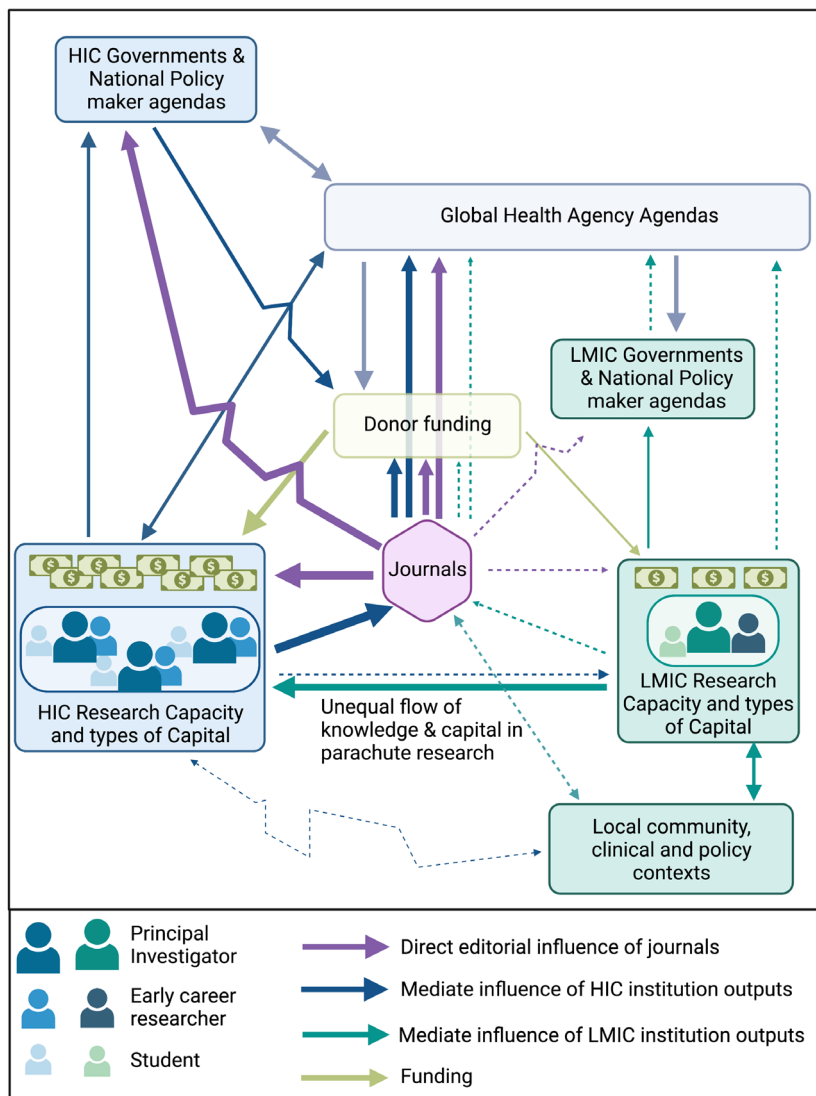 HIC Governments &
National Policy
maker agendas
Global Health Agency Agendas
LMIC Governments
& National Policy
maker agendas
Donor funding
Journals
$ $ $ $ $ $ $ $
$ $ $
HIC Research Capacity
and types of Capital
LMIC Research
Capacity and types
of Capital
Unequal flow of
knowledge & capital in
parachute research
Local community,
clinical and policy
contexts
Principal
Investigator
Early career
researcher
Student
Direct editorial influence of journals
Mediate influence of HIC institution outputs
Mediate influence of LMIC institution outputs
Funding